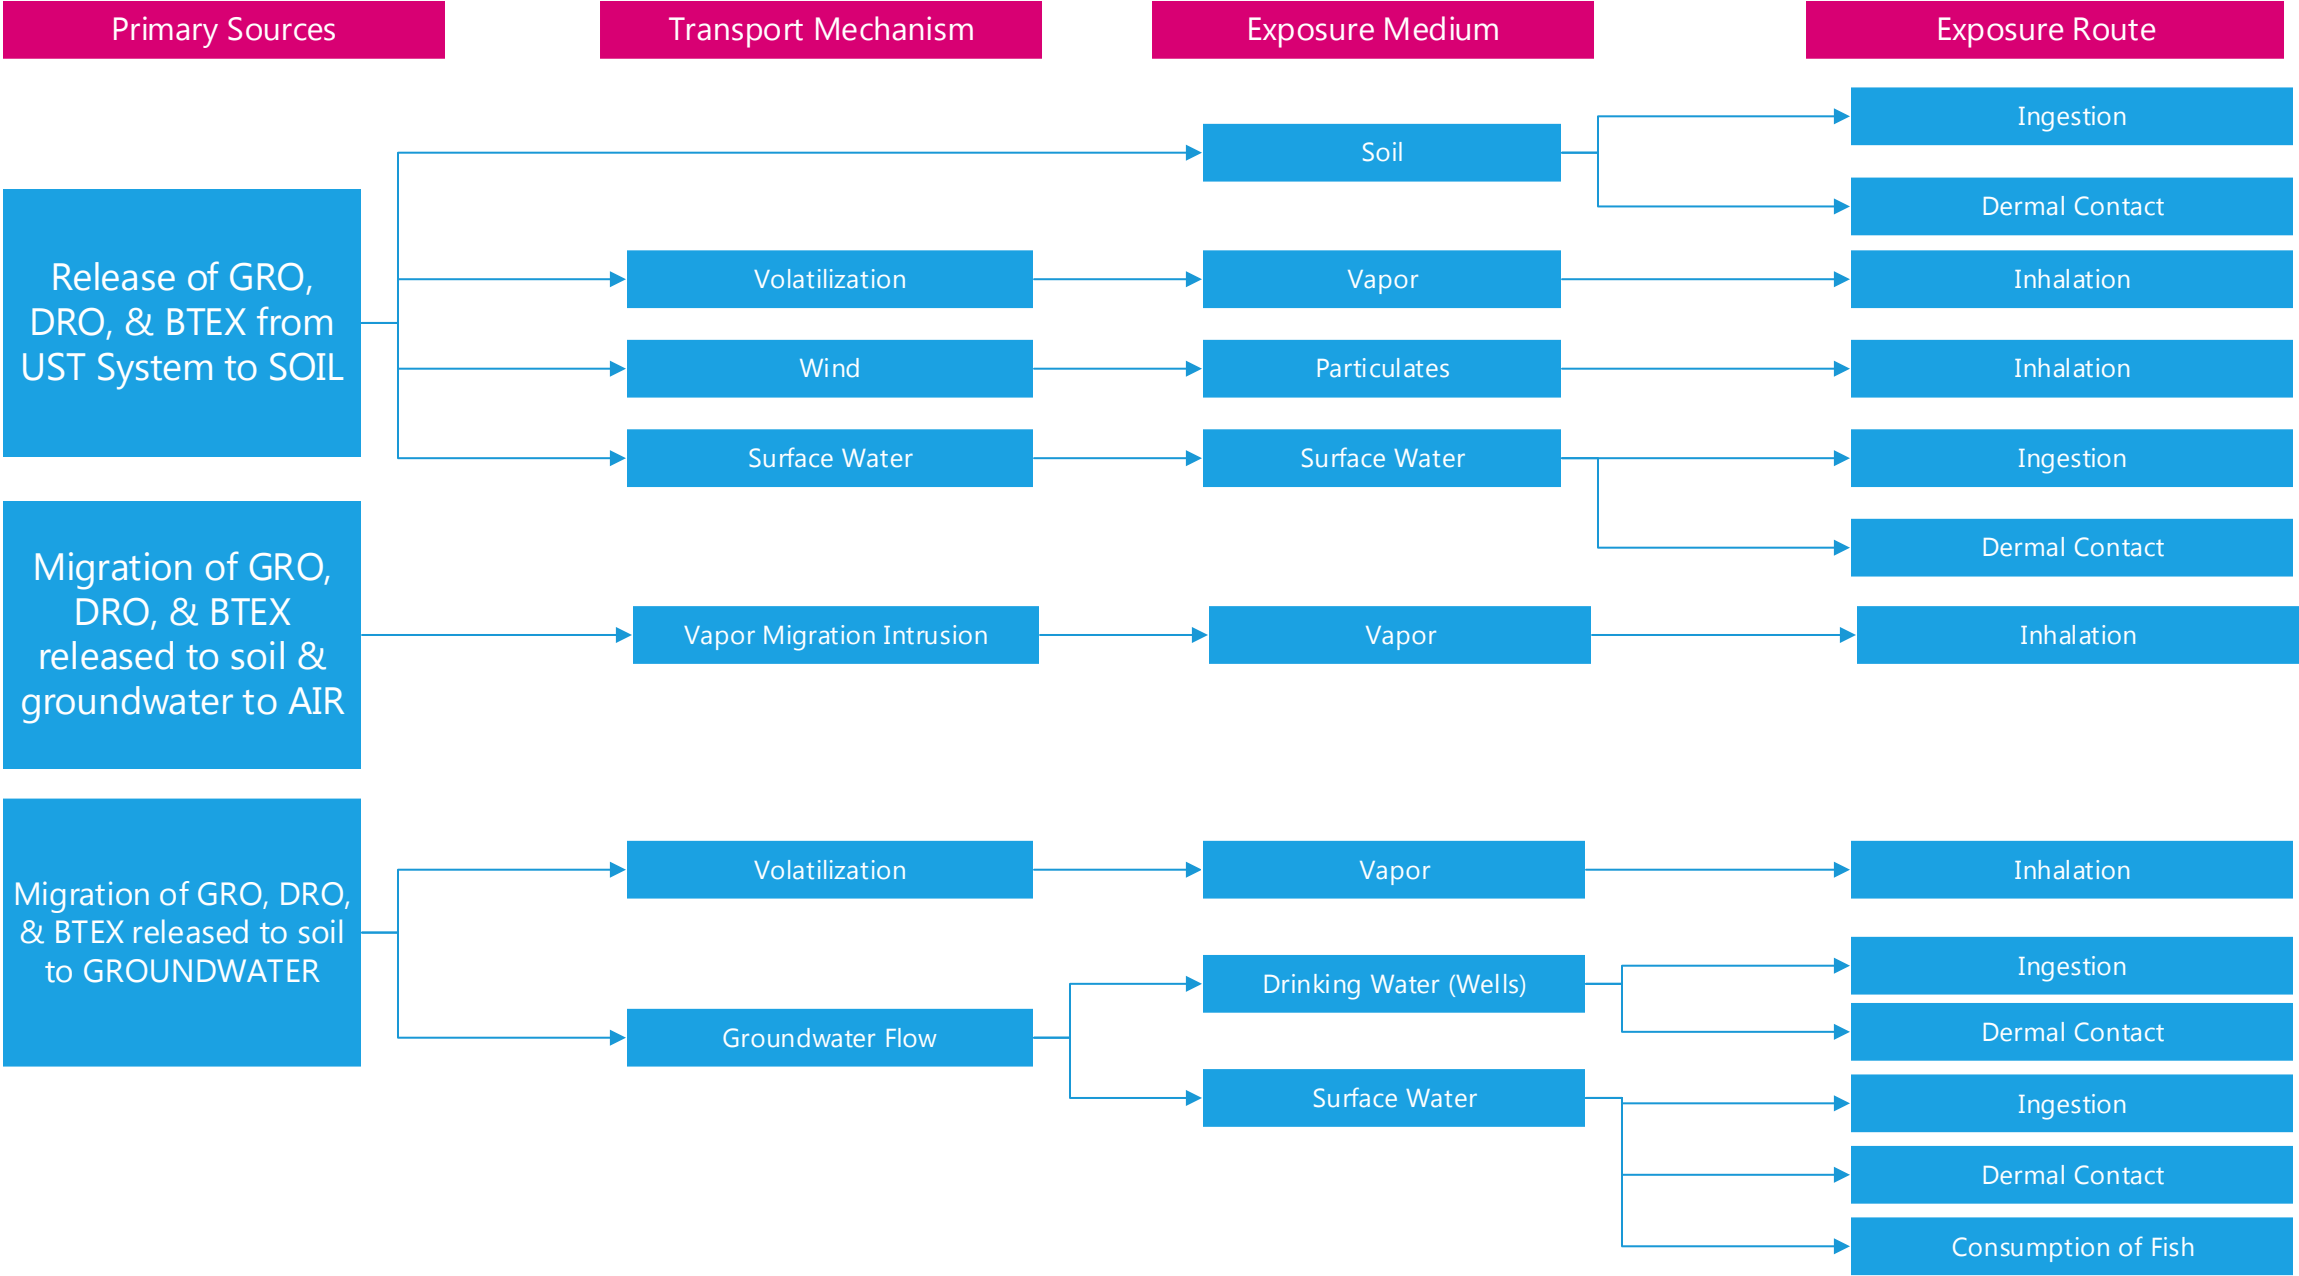 Primary Sources
Transport Mechanism
Exposure Medium
Exposure Route
Release of GRO,
DRO, & BTEX from
UST System to SOIL
Soil
Ingestion
Dermal Contact
Volatilization
Vapor
Inhalation
Wind
Particulates
Inhalation
Surface Water
Surface Water
Ingestion
Dermal Contact
Migration of GRO,
DRO, & BTEX
released to soil &
groundwater to AIR
Vapor Migration Intrusion
Vapor
Inhalation
Migration of GRO, DRO,
& BTEX released to soil
to GROUNDWATER
Volatilization
Vapor
Inhalation
Groundwater Flow
Drinking Water (Wells)
Ingestion
Dermal Contact
Surface Water
Ingestion
Dermal Contact
Consumption of Fish